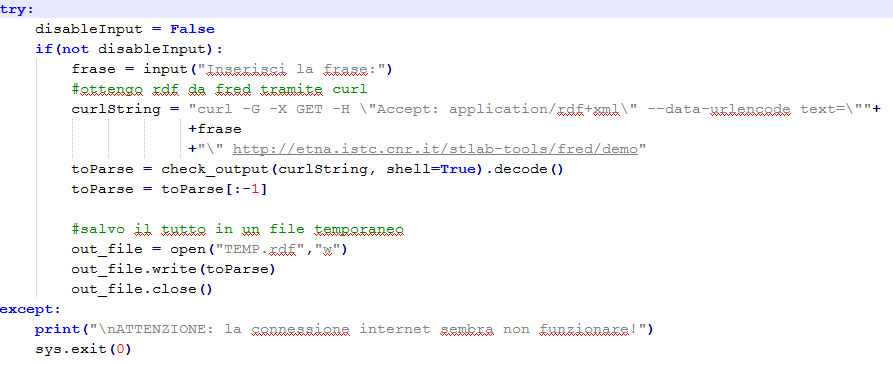 try:
    disableInput = False
    if(not disableInput):
        frase = input("Inserisci la frase:")
        #ottengo rdf da fred tramite curl
        curlString = "curl -G -X GET -H \"Accept: application/rdf+xml\" --data-urlencode text=\""+
                     +frase
                     +"\" http://etna.istc.cnr.it/stlab-tools/fred/demo"
        toParse = check_output(curlString, shell=True).decode()
        toParse = toParse[:-1]

        #salvo il tutto in un file temporaneo
        out_file = open("TEMP.rdf","w")
        out_file.write(toParse)
        out_file.close()
except:
    print("\nATTENZIONE: la connessione internet sembra non funzionare!")
    sys.exit(0)